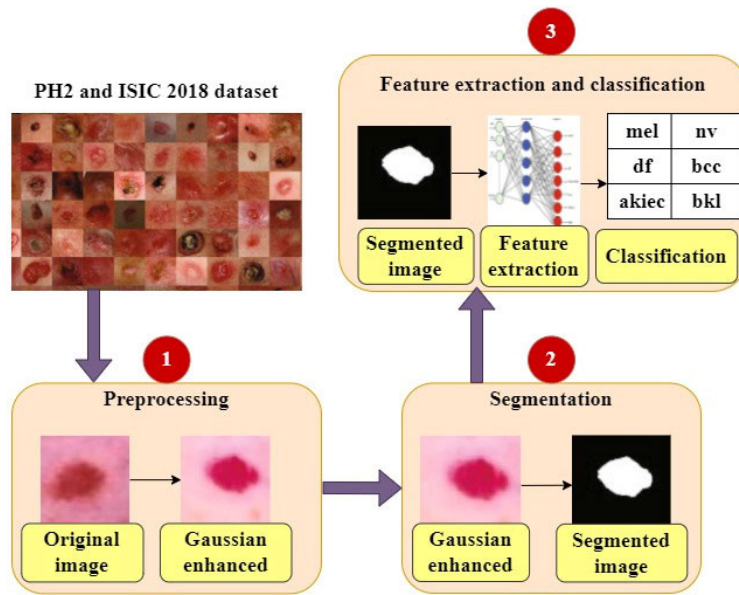 3
PH2 and ISIC 2018 dataset
Feature extraction and classification
mel nv
df bcc
akiec bkl
Segmented
image
Feature
extraction
Classification
1
2
Preprocessing
Segmentation
Original
image
Gaussian
enhanced
Gaussian
enhanced
Segmented
image